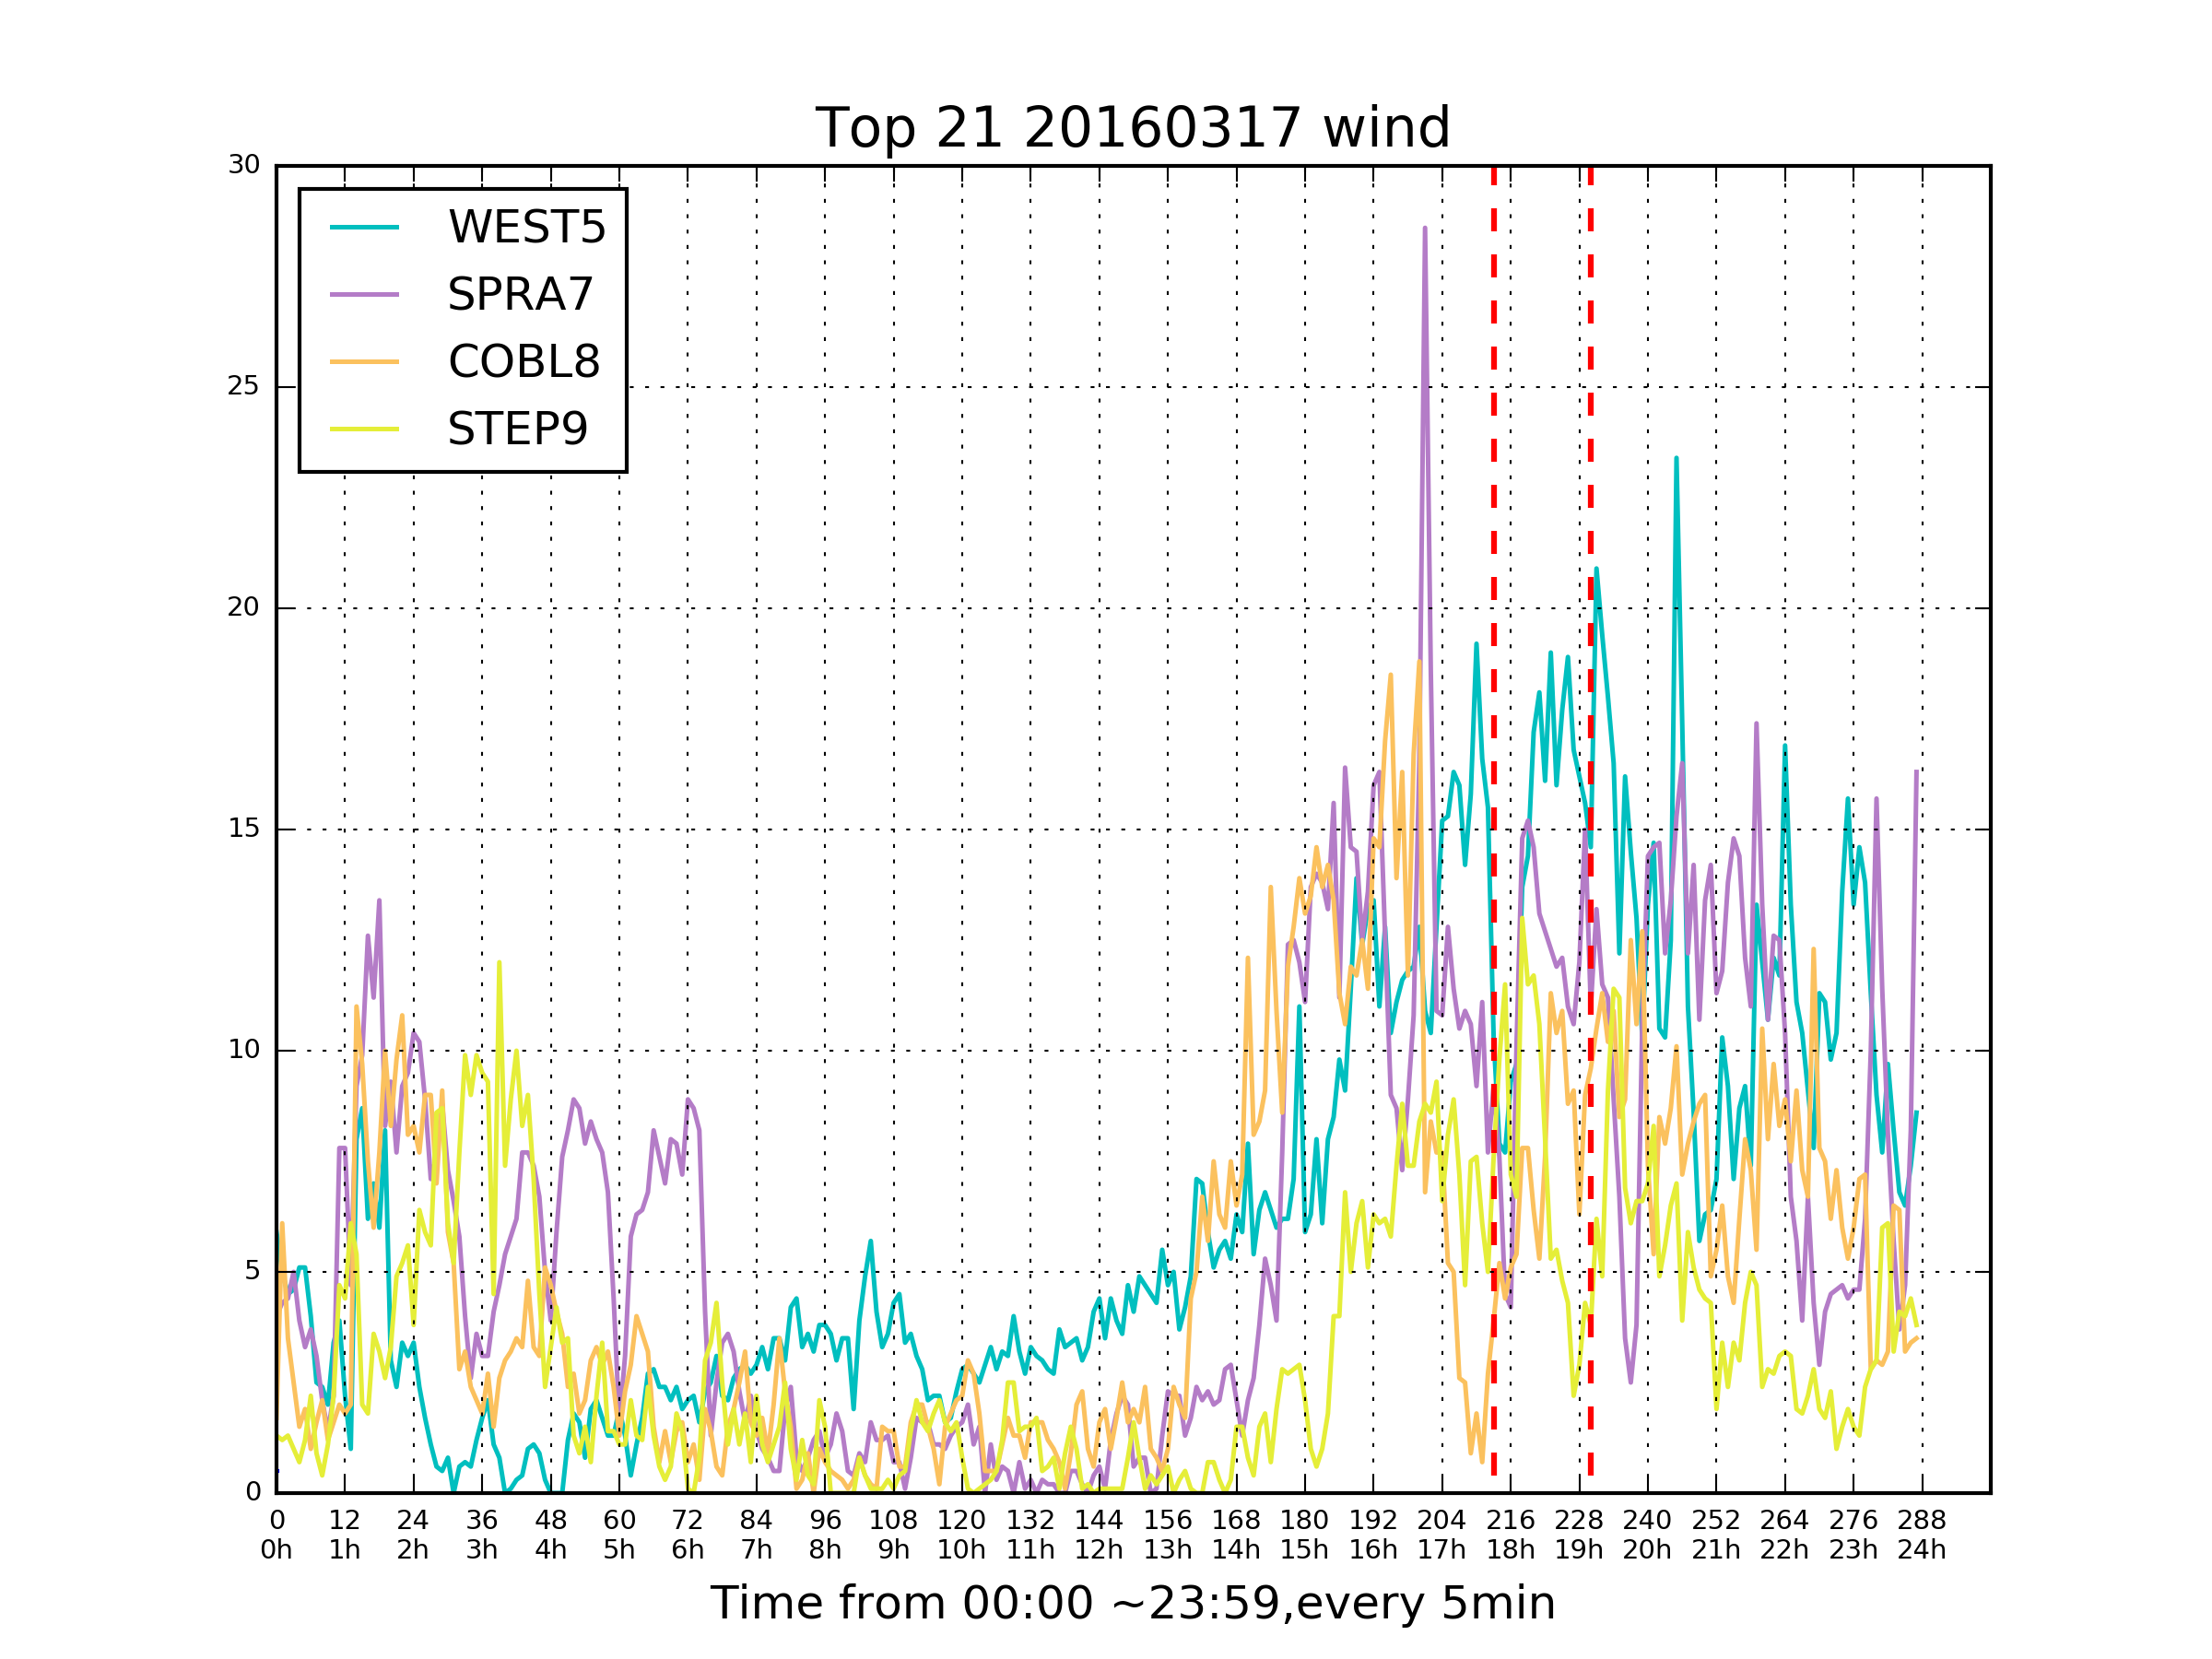 Top 21 20160317 wind
30
25
20
15
10
5
0
WEST5
SPRA7
COBL8
STEP9
0 12 24 36 48 60 72 84 96 108 120 132 144 156 168 180 192 204 216 228 240 252 264 276 288
0h 1h 2h 3h 4h 5h 6h 7h 8h 9h 10h 11h 12h 13h 14h 15h 16h 17h 18h 19h 20h 21h 22h 23h 24h
Time from 00:00 ~23:59,every 5min